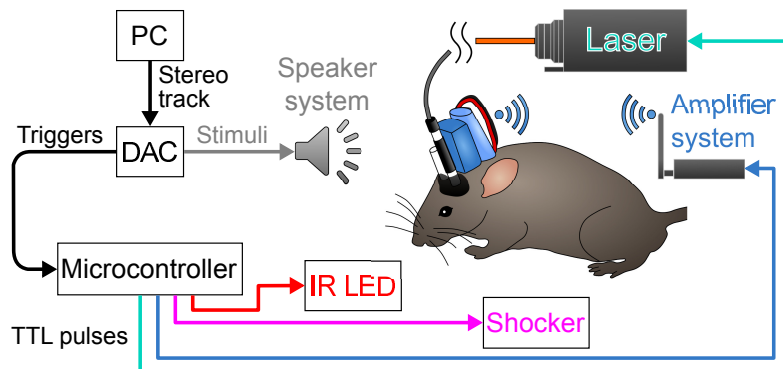 PC
Stereo
track
Speaker
system
Laser
Amplifier
system
Triggers
DAC
Stimuli
Microcontroller
IR LED
Shocker
TTL pulses